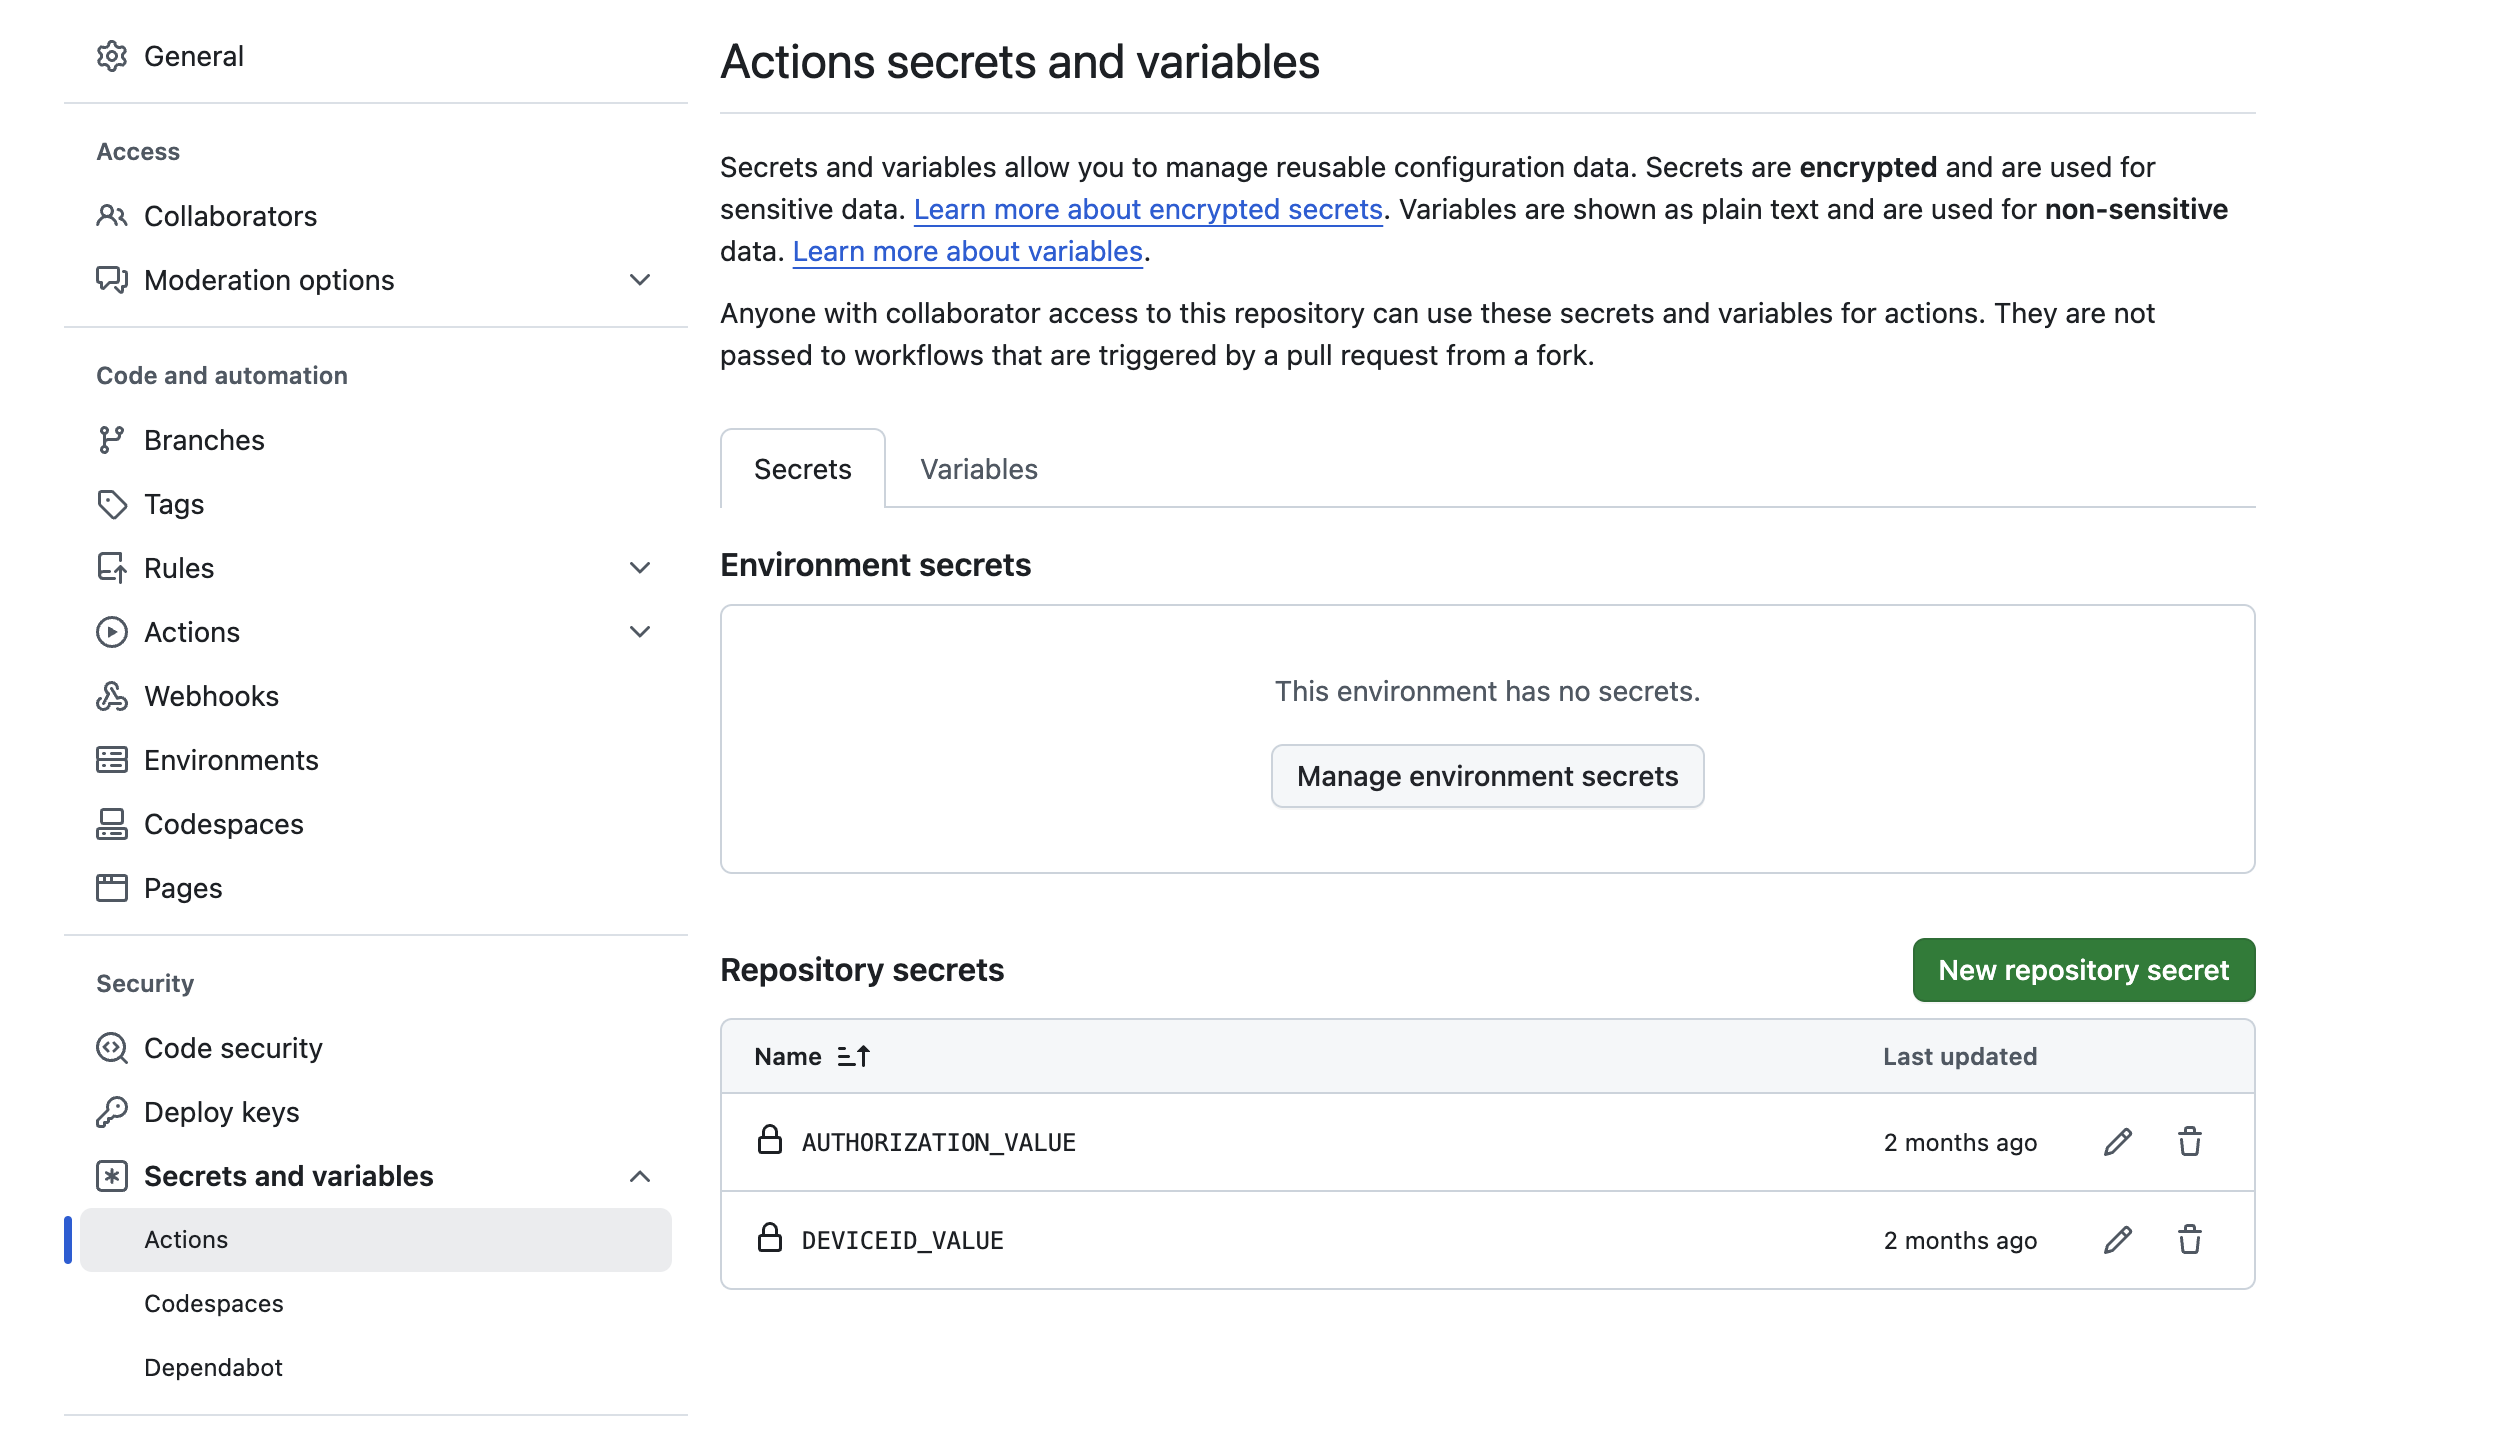 General
Access
Collaborators
Moderation options
Code and automation
Branches
Tags
Rules
Actions
Webhooks
Environments
Codespaces
Pages
Security
Code security
Deploy keys
Secrets and variables
Actions
Codespaces
Dependabot
Actions secrets and variables
Secrets and variables allow you to manage reusable configuration data. Secrets are encrypted and are used for
sensitive data. Learn more about encrypted secrets. Variables are shown as plain text and are used for non-sensitive
data. Learn more about variables.
Anyone with collaborator access to this repository can use these secrets and variables for actions. They are not
passed to workflows that are triggered by a pull request from a fork.
Secrets Variables
Environment secrets
This environment has no secrets.
Manage environment secrets
Repository secrets New repository secret
Name Last updated
AUTHORIZATION_VALUE 2 months ago
DEVICEID_VALUE 2 months ago